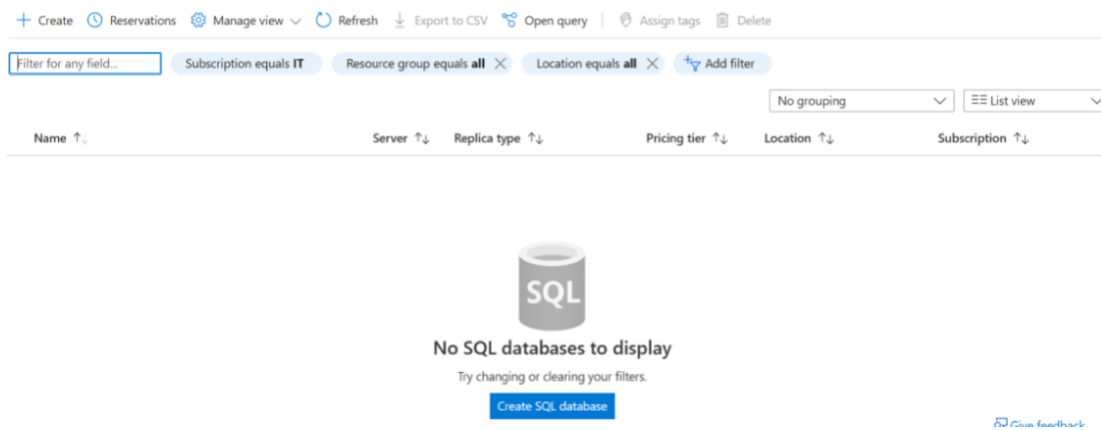 Create Reservations Manage view Refresh Export to CSV Open query Assign tags Delete
Filter for any field... Subscription equals IT Resource group equals all Location equals all Add filter
No grouping List view
Name Server Replica type Pricing tier Location Subscription
SQL
No SQL databases to display
Try changing or clearing your filters.
Create SQL database
Give feedback